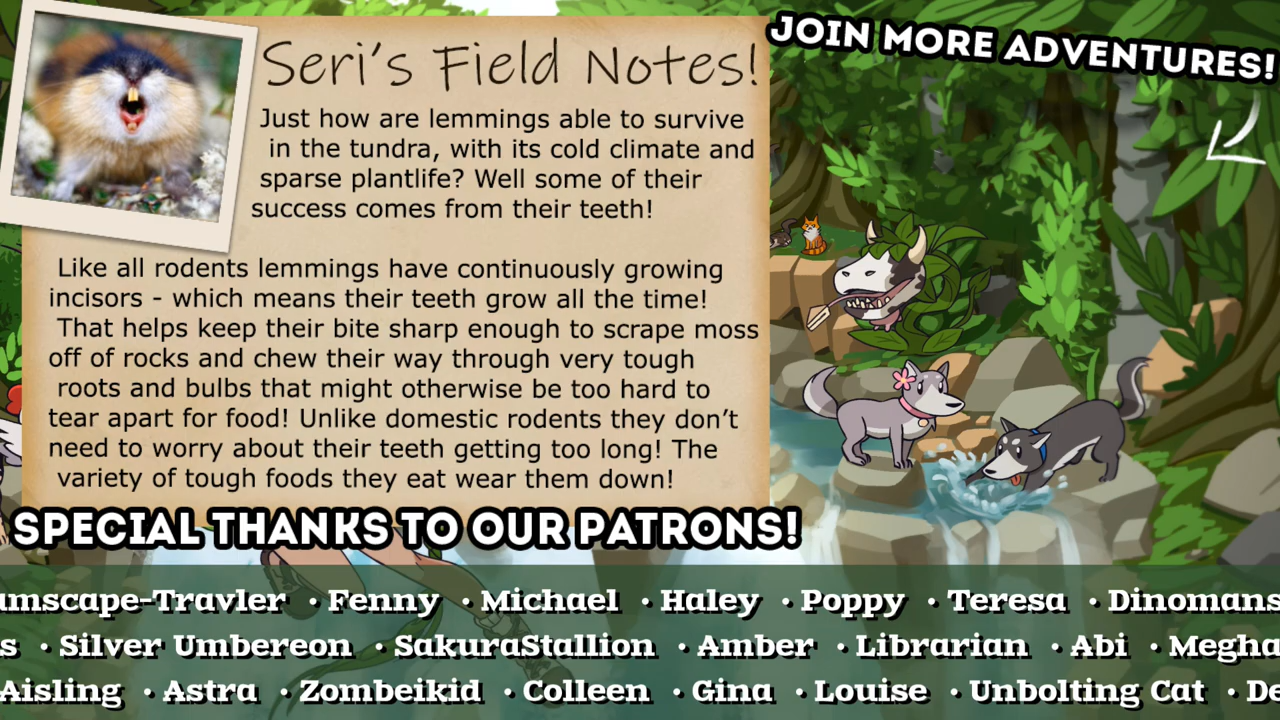 Seri's Field Notes!
JOIN MORE ADVENTURES!
Just how are lemmings able to survive
in the tundra, with its cold climate and
sparse plantlife? Well some of their
success comes from their teeth!
Like all rodents lemmings have continuously growing
incisors - which means their teeth grow all the time!
That helps keep their bite sharp enough to scrape moss
off of rocks and chew their way through very tough
roots and bulbs that might otherwise be too hard to
tear apart for food! Unlike domestic rodents they don't
need to worry about their teeth getting too long! The
variety of tough foods they eat wear them down!
SPECIAL THANKS TO OUR PATRONS!
umscape-Travler • Fenny • Michael • Haley • Poppy • Teresa • Dinomans
s • Silver Umbereon • SakuraStallion • Amber • Librarian • Abi • Megha
Aisling • Astra • Zombeikid • Colleen • Gina • Louise • Unbolting Cat • De